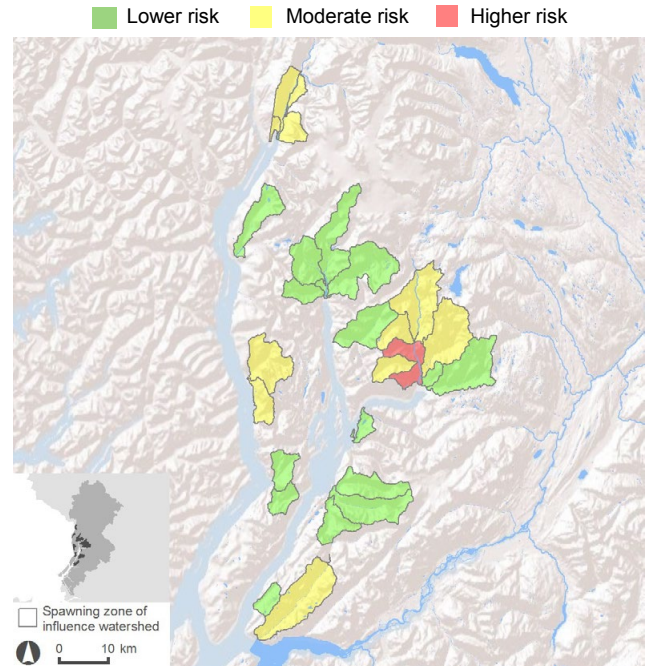 Lower risk Moderate risk Higher risk
Spawning zone of
influence watershed
0 10 km